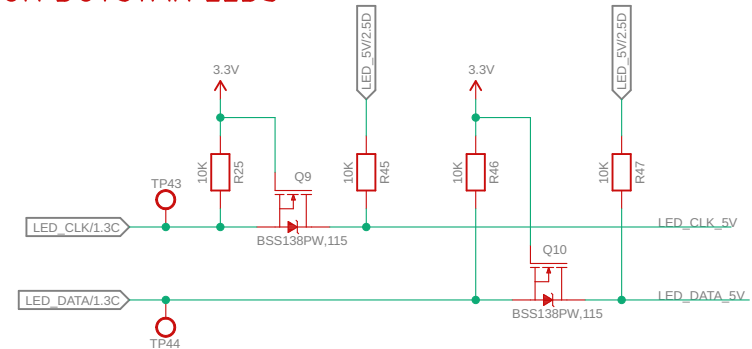 LED_5V/2.5D
LED_5V/2.5D
3.3V
3.3V
10K
R25
Q9
10K
R45
10K
R46
10K
R47
TP43
LED_CLK/1.3C
BSS138PW,115
LED_CLK_5V
Q10
LED_DATA/1.3C
LED_DATA_5V
BSS138PW,115
TP44